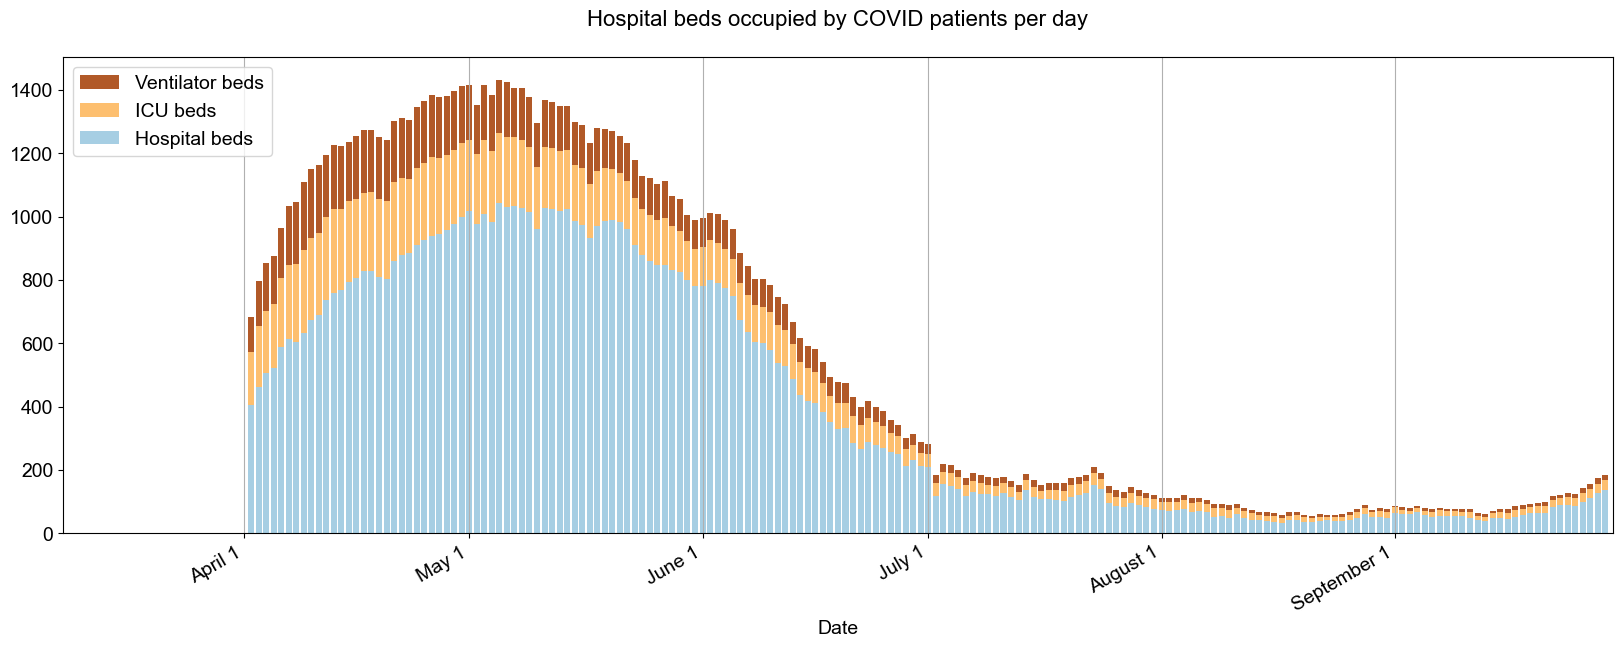 Hospital beds occupied by COVID patients per day
Ventilator beds
ICU beds
Hospital beds
1400
1200
1000
800
600
400
200
0
April 1
May 1
June 1
July 1
August 1
September 1
Date